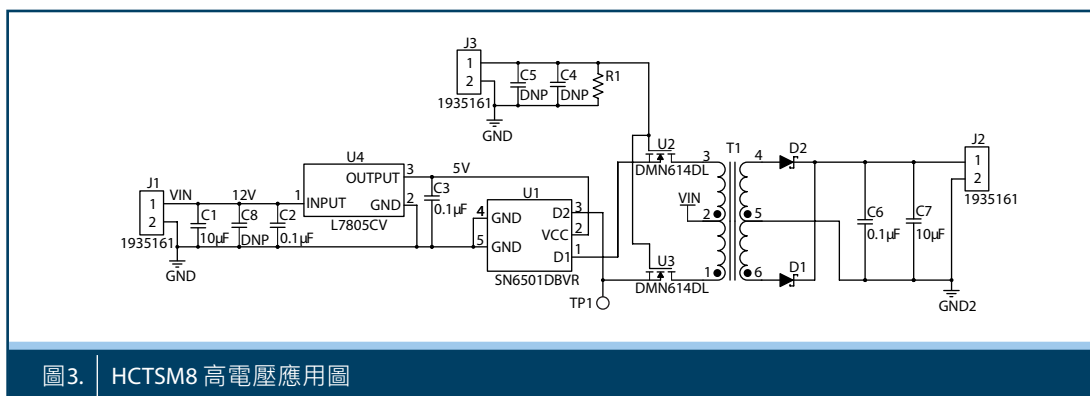 J3
1
2
1935161
C5
DNP
C4
DNP
R1
GND
U2
DMN614DL
J1
1
2
1935161
VIN
12V
C1
10µF
C8
DNP
C2
0.1µF
GND
U4
1
INPUT
OUTPUT
3
GND
2
L7805CV
5V
C3
0.1µF
U1
4
GND
5
GND
D2
3
VCC
2
D1
1
SN6501DBVR
TP1
U3
DMN614DL
T1
3
VIN
2
1
4
5
6
D2
D1
C6
0.1µF
C7
10µF
J2
1
2
1935161
GND2
圖3. HCTSM8 高電壓應用圖